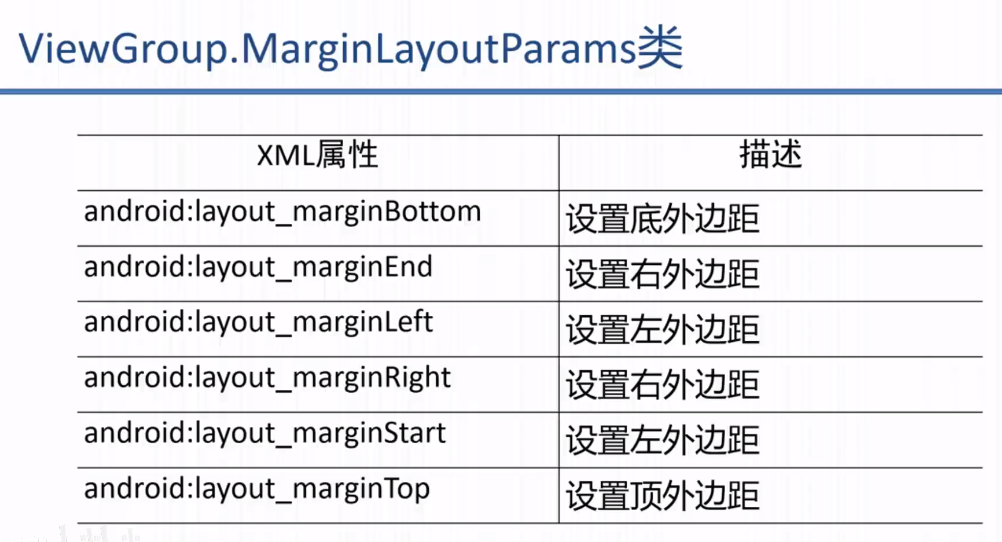 ViewGroup.MarginLayoutParams类
XML属性 描述
android:layout_marginBottom 设置底外边距
android:layout_marginEnd 设置右外边距
android:layout_marginLeft 设置左外边距
android:layout_marginRight 设置右外边距
android:layout_marginStart 设置左外边距
android:layout_marginTop 设置顶外边距